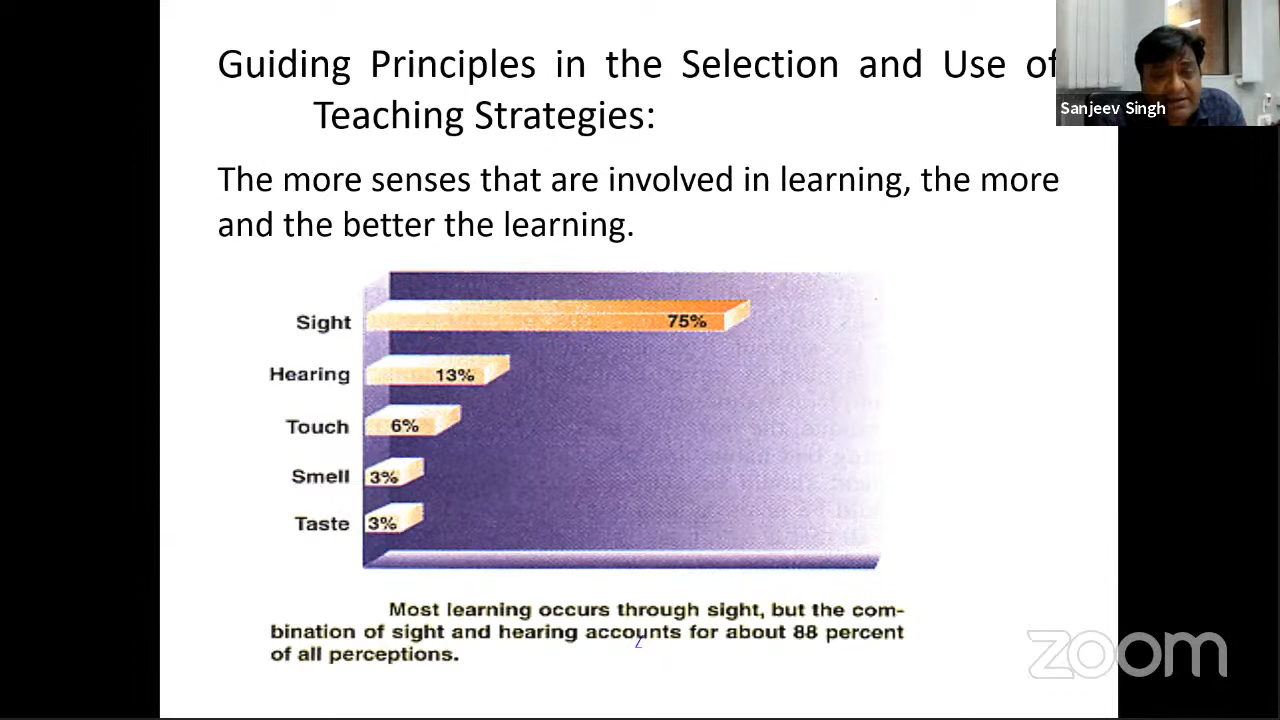 Guiding Principles in the Selection and Use of
Teaching Strategies:
Sanjeev Singh
The more senses that are involved in learning, the more
and the better the learning.
Sight 75%
Hearing 13%
Touch 6%
Smell 3%
Taste 3%
Most learning occurs through sight, but the com-
bination of sight and hearing accounts for about 88 percent
of all perceptions.
zoom